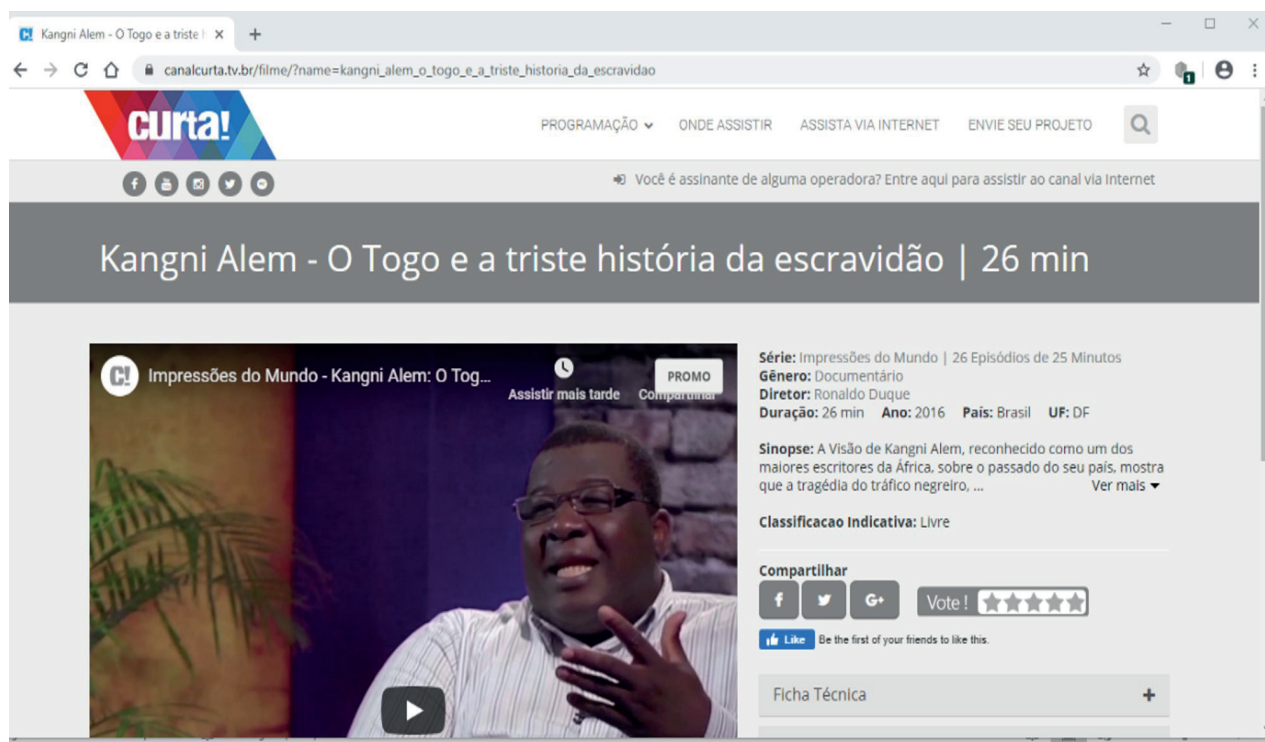 Kangni Alem - O Togo e a triste h
canalcurta.tv.br/filme/?name=kangni_alem_o_togo_e_a_triste_historia_da_escravidao
1
curta!
PROGRAMAÇÃO ONDE ASSISTIR ASSISTA VIA INTERNET ENVIE SEU PROJETO
Você é assinante de alguma operadora? Entre aqui para assistir ao canal via Internet
Kangni Alem - O Togo e a triste história da escravidão | 26 min
C! Impressões do Mundo - Kangni Alem: O Tog...
PROMO
Assistir mais tarde Compartilhar
Série: Impressões do Mundo | 26 Episódios de 25 Minutos
Gênero: Documentário
Diretor: Ronaldo Duque
Duração: 26 min Ano: 2016 País: Brasil UF: DF
Sinopse: A Visão de Kangni Alem, reconhecido como um dos
maiores escritores da África, sobre o passado do seu país, mostra
que a tragédia do tráfico negreiro, ... Ver mais
Classificacao Indicativa: Livre
Compartilhar
f G+ Vote !
Like Be the first of your friends to like this.
Ficha Técnica +